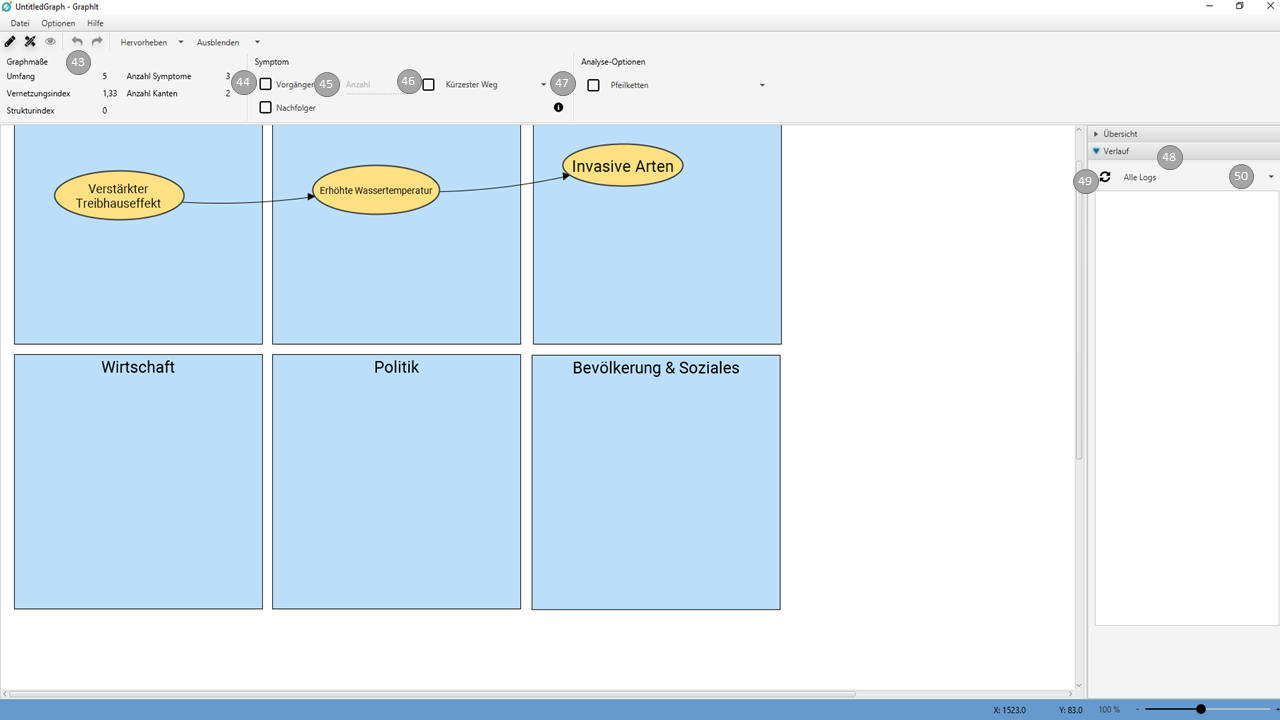 UntitledGraph - GraphIt
Datei Optionen Hilfe
Hervorheben Ausblenden
Graphmaße 43
Umfang 5 Anzahl Symptome 3
Vernetzungsindex 1,33 Anzahl Kanten 2
Strukturindex 0
Symptom
44 Vorgänger 45 Anzahl 46 Kürzester Weg 47
Nachfolger
Analyse-Optionen
Pfeilketten
Übersicht
Verlauf 48
49 Alle Logs 50
Verstärkter
Treibhauseffekt
Erhöhte Wassertemperatur
Invasive Arten
Wirtschaft
Politik
Bevölkerung & Soziales
X: 1523.0 Y: 83.0 100 % - +